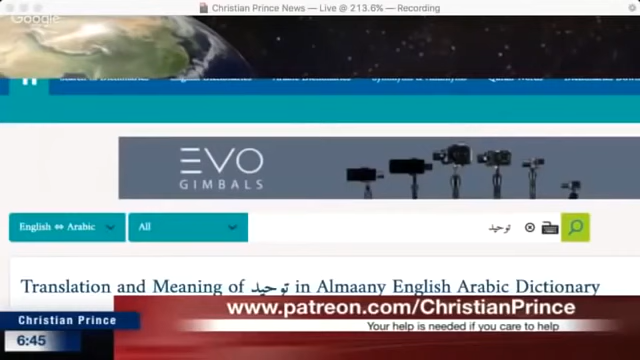 Christian Prince News — Live @ 213.6% — Recording
Google
EVO
GIMBALS
English ⇔ Arabic
All
توحيد
Translation and Meaning of توحيد in Almaany English Arabic Dictionary
www.patreon.com/ChristianPrince
Your help is needed if you care to help
Christian Prince
6:45